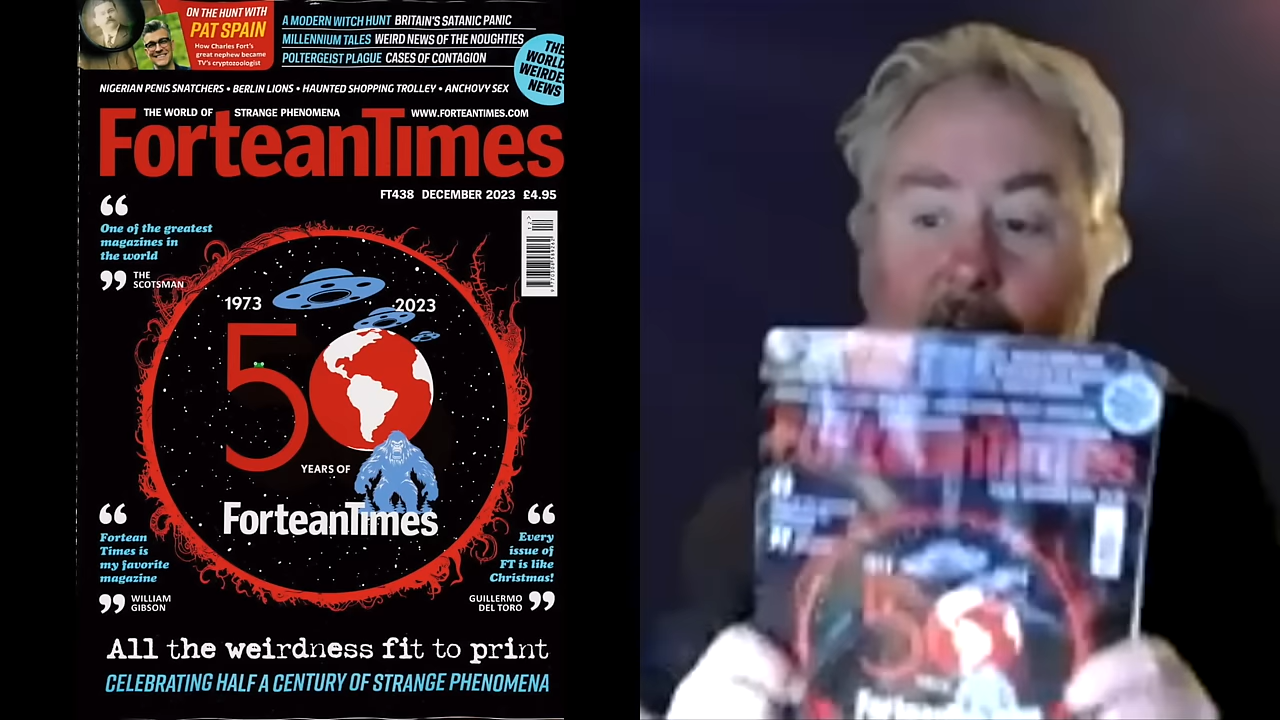 ON THE HUNT WITH
PAT SPAIN
How Charles Fort's
great nephew became
TV's cryptozoologist
A MODERN WITCH HUNT BRITAIN'S SATANIC PANIC
MILLENNIUM TALES WEIRD NEWS OF THE NOUGHTIES
POLTERGEIST PLAGUE CASES OF CONTAGION
THE
WORLD
WEIRDE
NEWS
NIGERIAN PENIS SNATCHERS • BERLIN LIONS • HAUNTED SHOPPING TROLLEY • ANCHOVY SEX
THE WORLD OF STRANGE PHENOMENA WWW.FORTEANTIMES.COM
ForteanTimes
FT438 DECEMBER 2023 £4.95
“
One of the greatest
magazines in
the world
” THE
SCOTSMAN
1973 2023
50
YEARS OF
ForteanTimes
“
Fortean
Times is
my favorite
magazine
” WILLIAM
GIBSON
“
Every
issue of
FT is like
Christmas!
GUILLERMO
DEL TORO ”
All the weirdness fit to print
CELEBRATING HALF A CENTURY OF STRANGE PHENOMENA
ForteanTimes
50